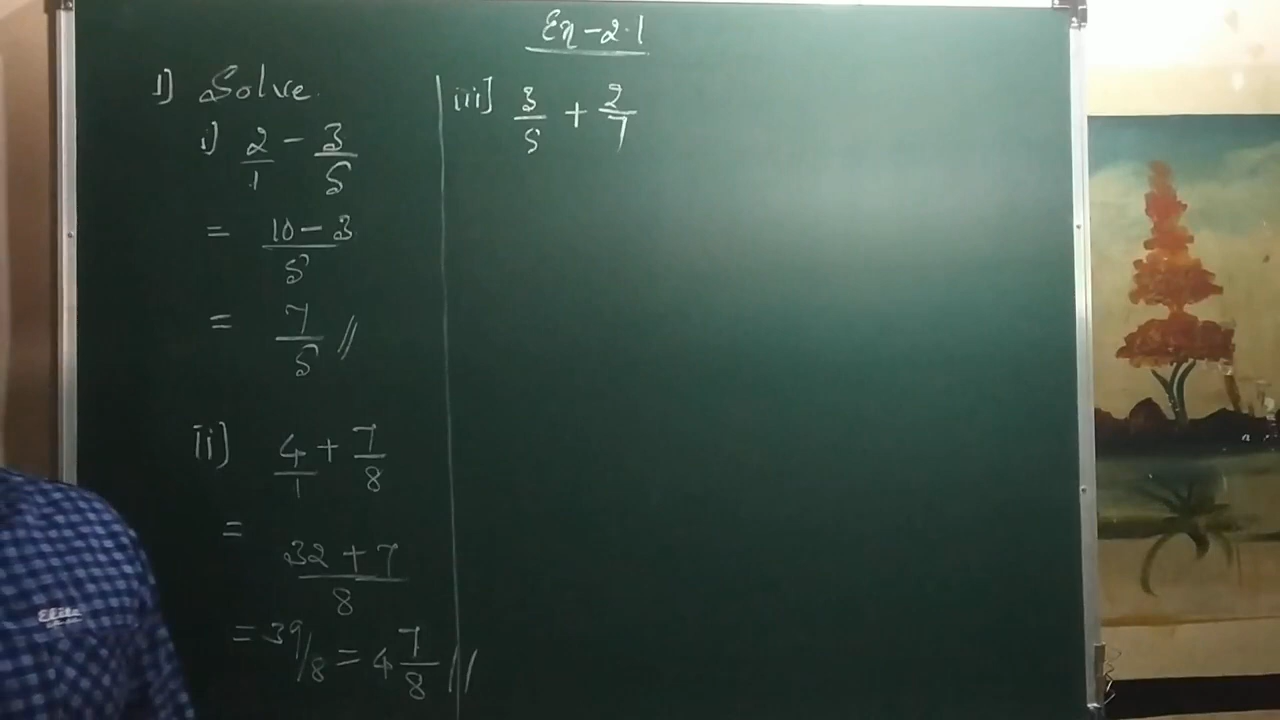 Ex-2.1
1] Solve.
i) 2/1 - 3/5
= 10-3/5
= 7/5 //
ii) 4/1 + 7/8
= 32+7/8
= 39/8 = 4 7/8 //
iii] 3/5 + 2/7
Elite